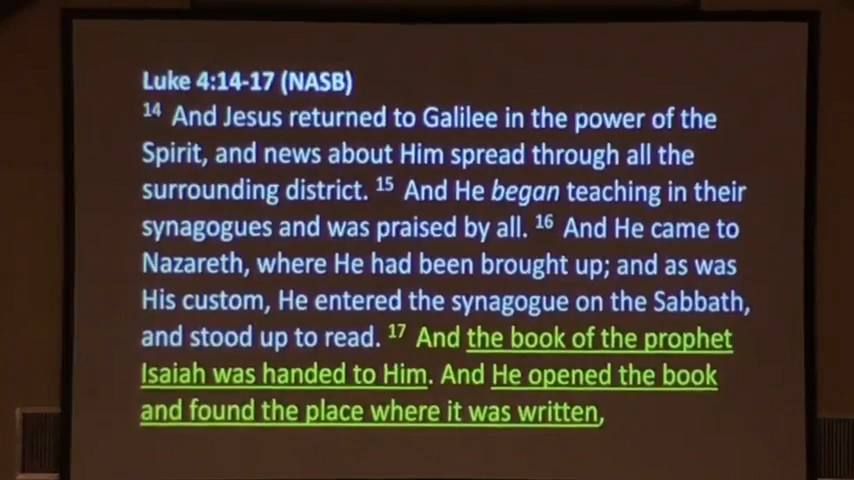 Luke 4:14-17 (NASB)
14 And Jesus returned to Galilee in the power of the
Spirit, and news about Him spread through all the
surrounding district. 15 And He began teaching in their
synagogues and was praised by all. 16 And He came to
Nazareth, where He had been brought up; and as was
His custom, He entered the synagogue on the Sabbath,
and stood up to read. 17 And the book of the prophet
Isaiah was handed to Him. And He opened the book
and found the place where it was written,